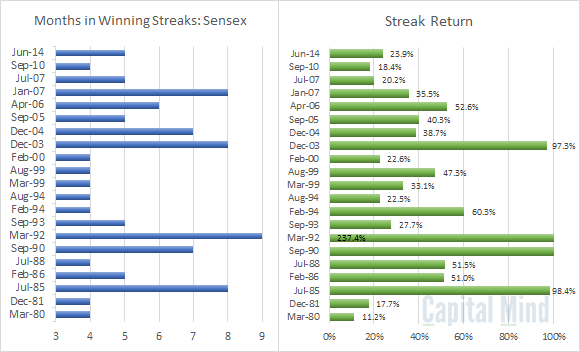 Months in Winning Streaks: Sensex
Jun-14
Sep-10
Jul-07
Jan-07
Apr-06
Sep-05
Dec-04
Dec-03
Feb-00
Aug-99
Mar-99
Aug-94
Feb-94
Sep-93
Mar-92
Sep-90
Jul-88
Feb-86
Jul-85
Dec-81
Mar-80
3 4 5 6 7 8 9
Streak Return
Jun-14 23.9%
Sep-10 18.4%
Jul-07 20.2%
Jan-07 35.5%
Apr-06 52.6%
Sep-05 40.3%
Dec-04 38.7%
Dec-03 97.3%
Feb-00 22.6%
Aug-99 47.3%
Mar-99 33.1%
Aug-94 22.5%
Feb-94 60.3%
Sep-93 27.7%
Mar-92 237.4%
Sep-90
Jul-88 51.5%
Feb-86 51.0%
Jul-85 98.4%
Dec-81 17.7%
Mar-80 11.2%
Capital Mind
0% 20% 40% 60% 80% 100%